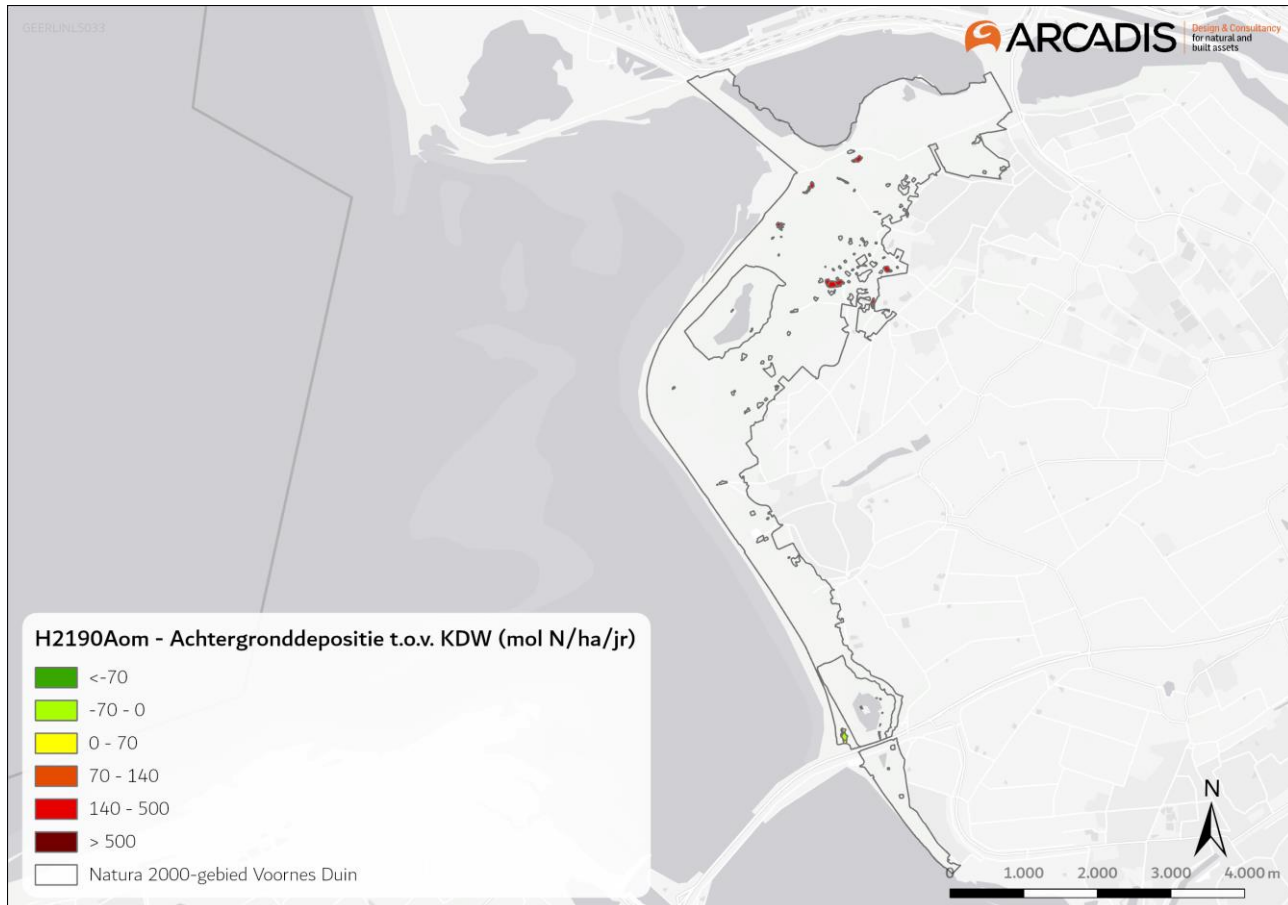 GEERLINL5033
ARCADIS
Design & Consultancy
for natural and
built assets
H2190Aom - Achtergronddepositie t.o.v. KDW (mol N/ha/jr)
<-70
-70 - 0
0 - 70
70 - 140
140 - 500
> 500
Natura 2000-gebied Voornes Duin
N
0 1.000 2.000 3.000 4.000 m